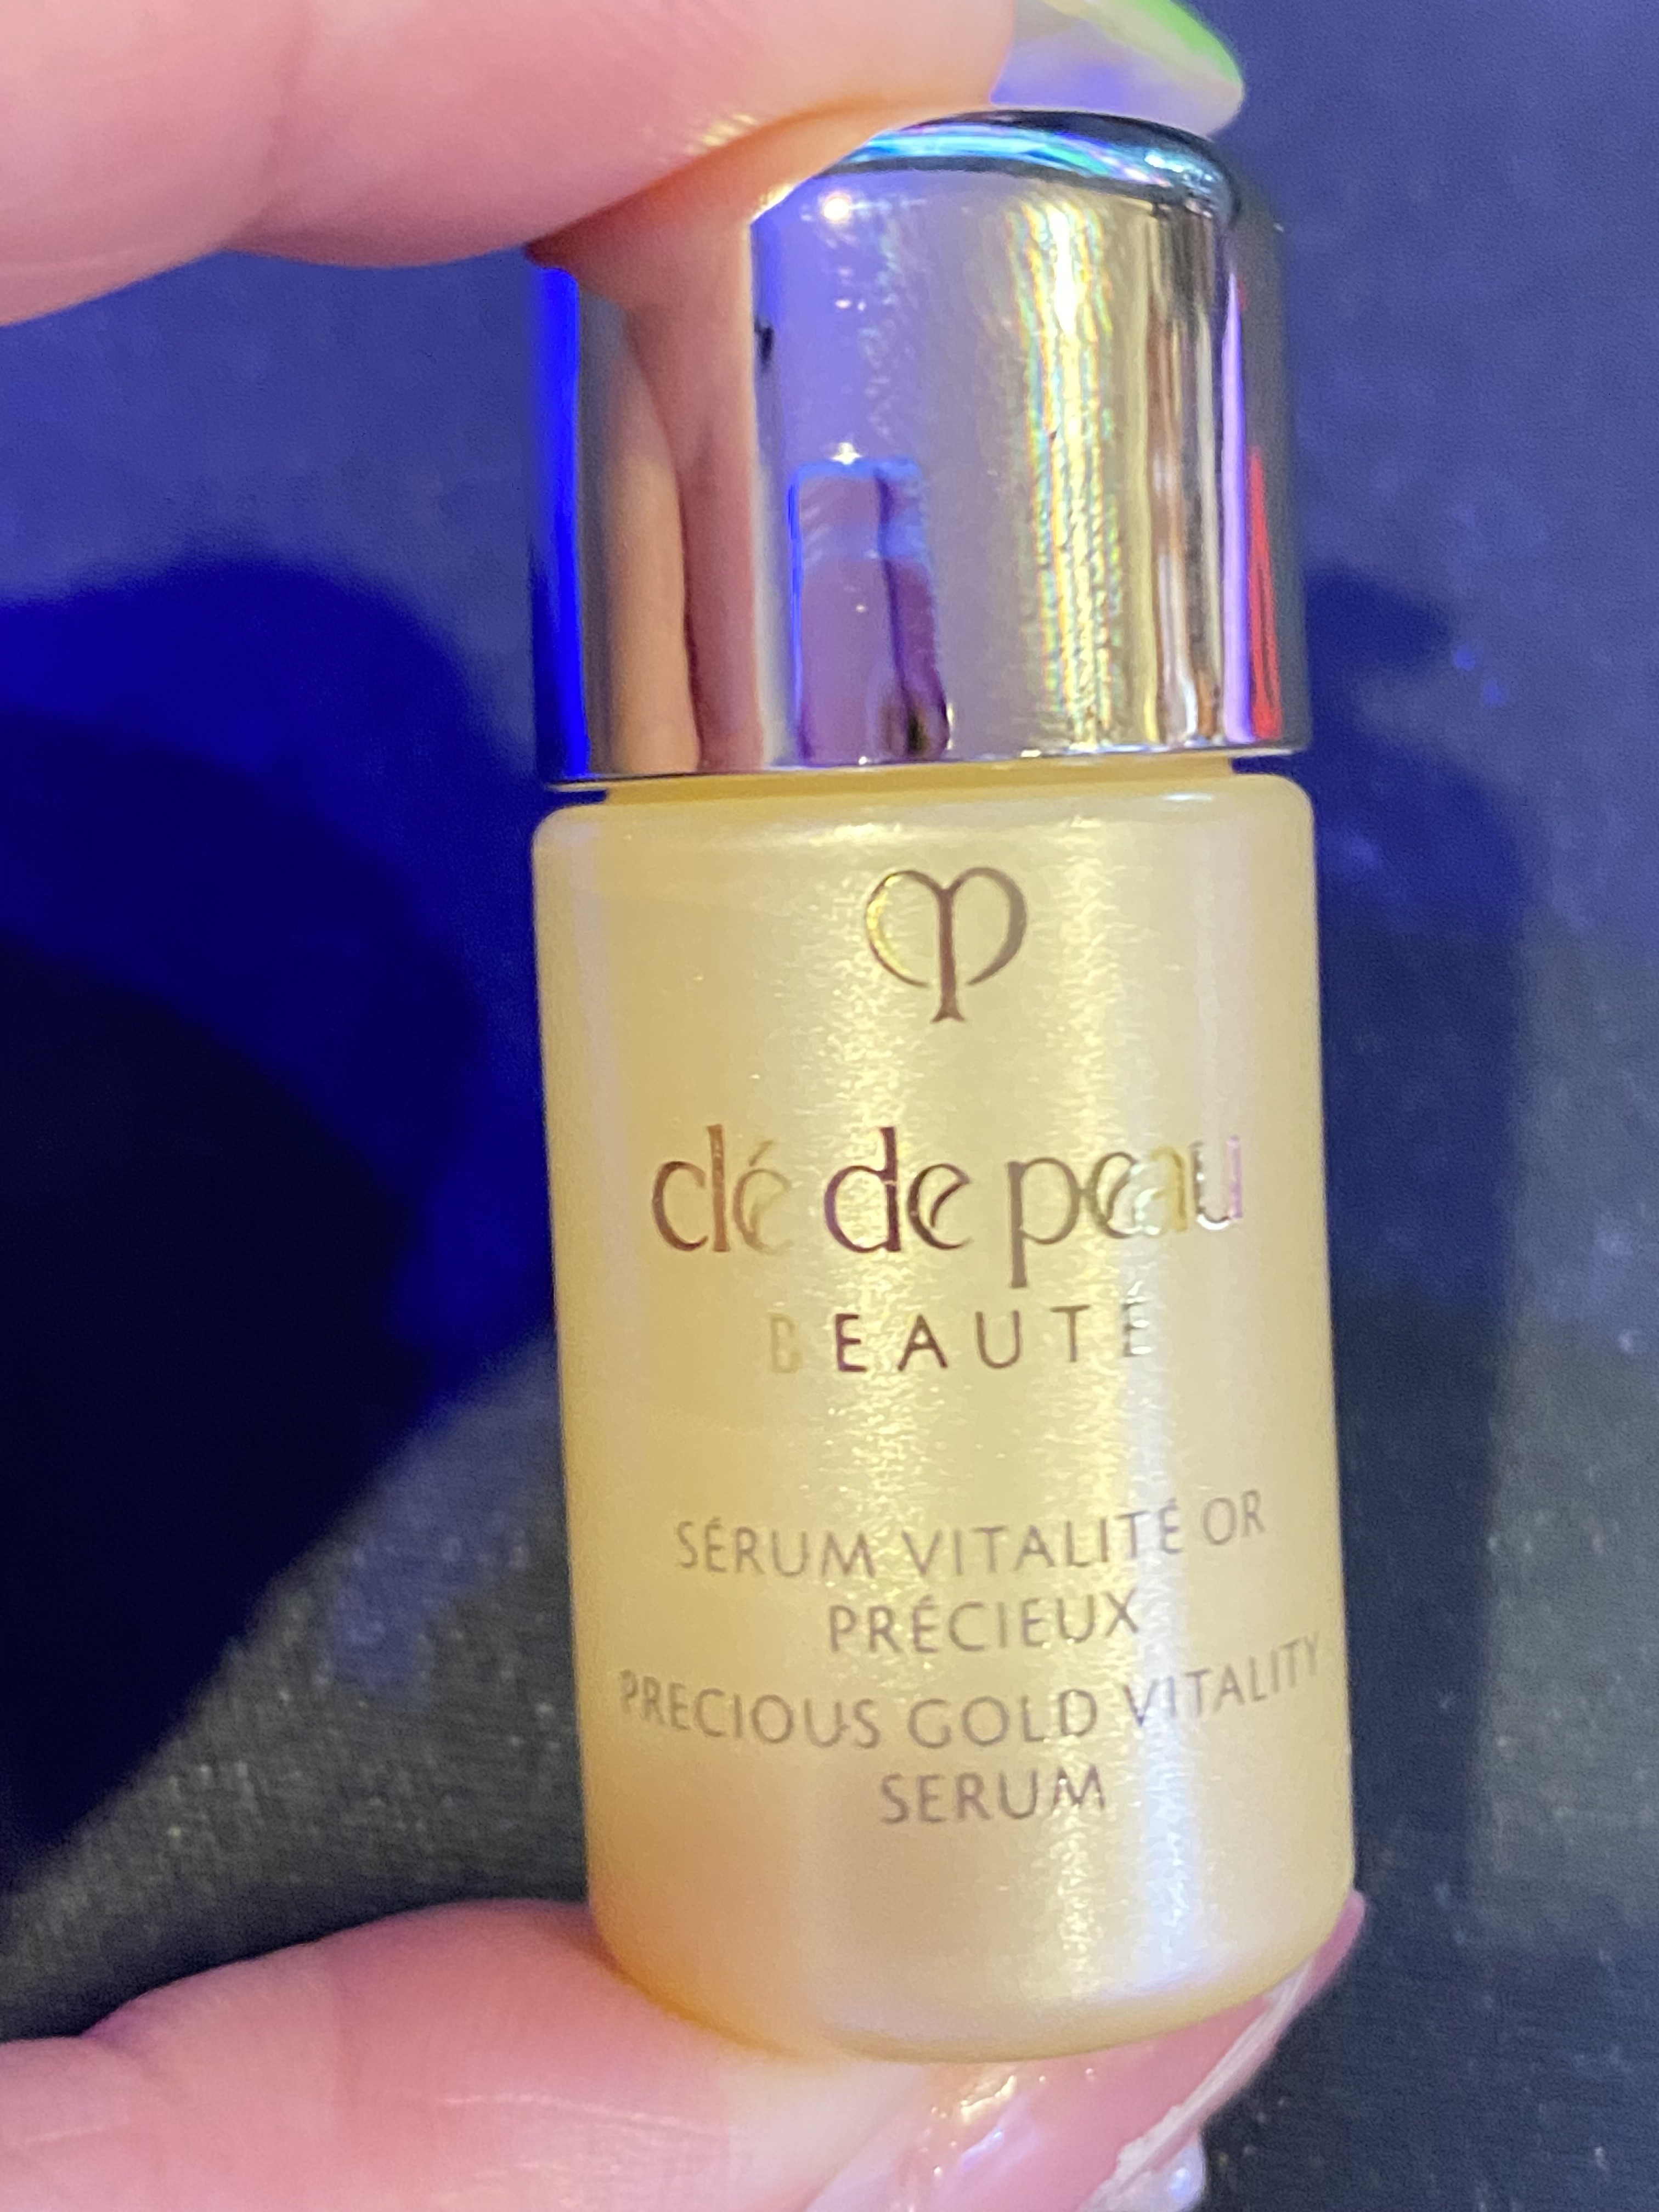 clé de peau
BEAUTÉ
SÉRUM VITALITÉ OR
PRÉCIEUX
PRECIOUS GOLD VITALITY
SERUM